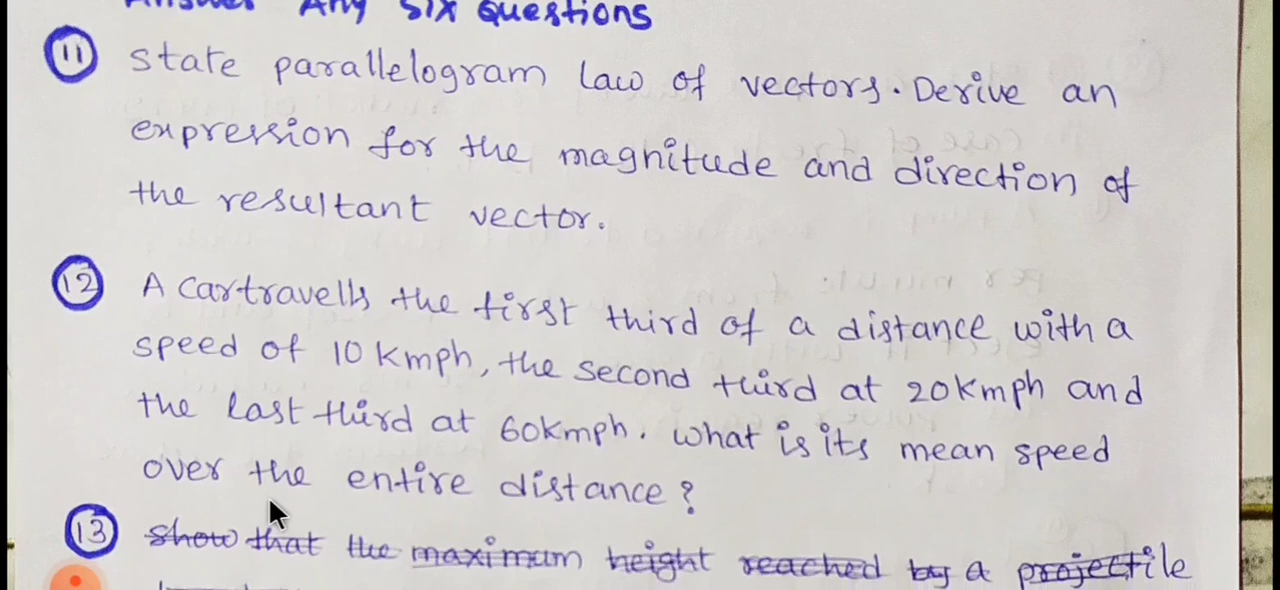 Answer Any Six Questions
11 State parallelogram law of vectors. Derive an
expression for the magnitude and direction of
the resultant vector.
12 A car travells the first third of a distance with a
speed of 10 Kmph, the second third at 20kmph and
the last third at 60kmph. What is its mean speed
over the entire distance?
13 show that the maximum height reached by a projectile